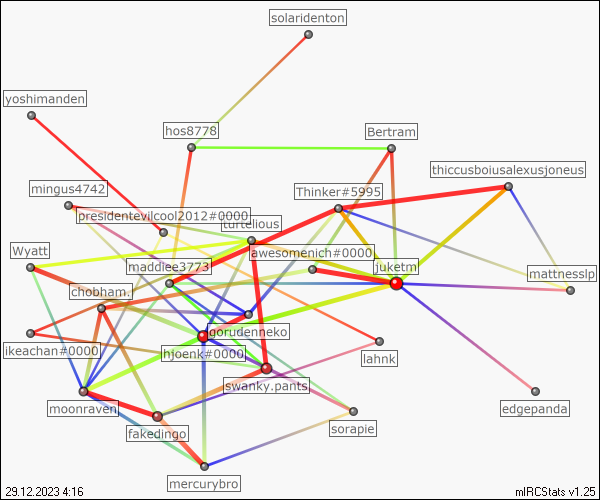 solaridenton
yoshimanden
hos8778
Bertram
thiccusboiusalexusjoneus
mingus4742
Thinker#5995
presidentevilcool2012#0000
turtelious
Wyatt
awesomenich#0000
maddiee3773
juketm
mattnesslp
chobham.
gorudenneko
ikeachan#0000
hjoenk#0000
lahnk
swanky.pants
moonraven
edgepanda
sorapie
fakedingo
mercurybro
29.12.2023 4:16
mIRCStats v1.25